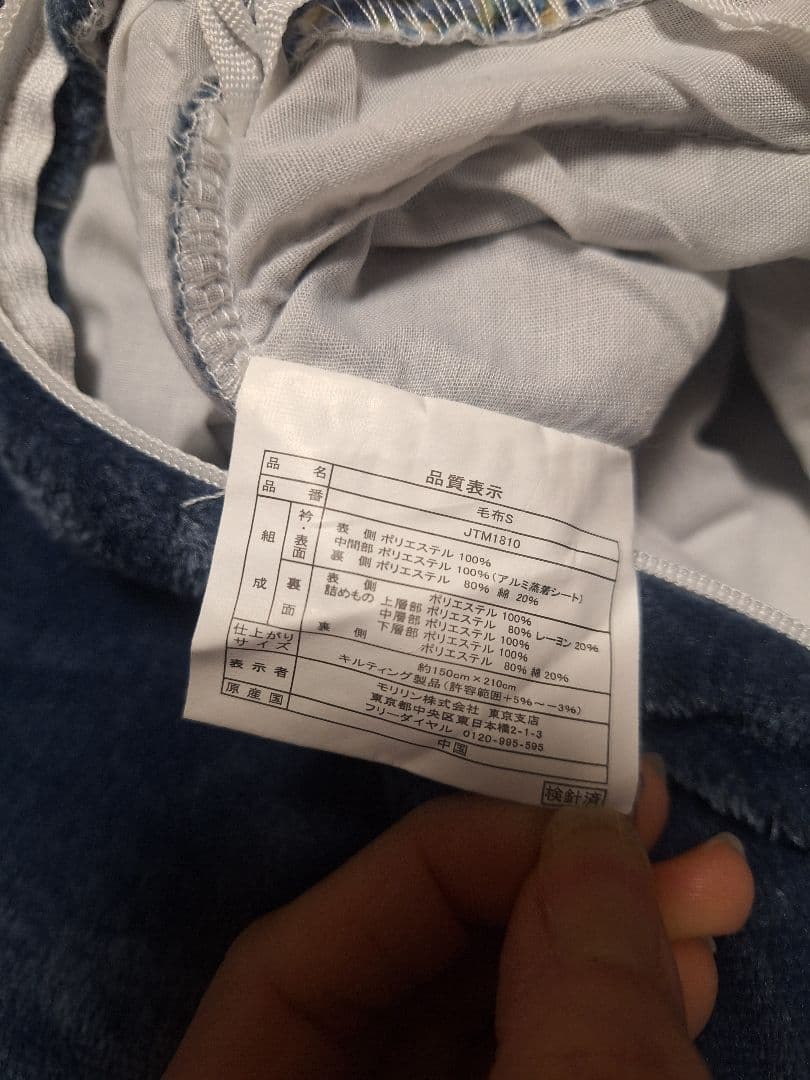 品質表示
品名 毛布S
品番 JTM1810
組成 衿・表面 表側 ポリエステル 100%
中間部 ポリエステル 100%(アルミ蒸着シート)
裏側 ポリエステル 80% 綿 20%
裏面 表側 ポリエステル 100%
詰めもの 上層部 ポリエステル 80% レーヨン 20%
中層部 ポリエステル 100%
下層部 ポリエステル 100%
裏側 ポリエステル 80% 綿 20%
仕上がりサイズ 約150cm×210cm
キルティング製品(許容範囲+5%~-3%)
表示者 モリリン株式会社 東京支店
東京都中央区東日本橋2-1-3
フリーダイヤル 0120-995-595
原産国 中国
検針済